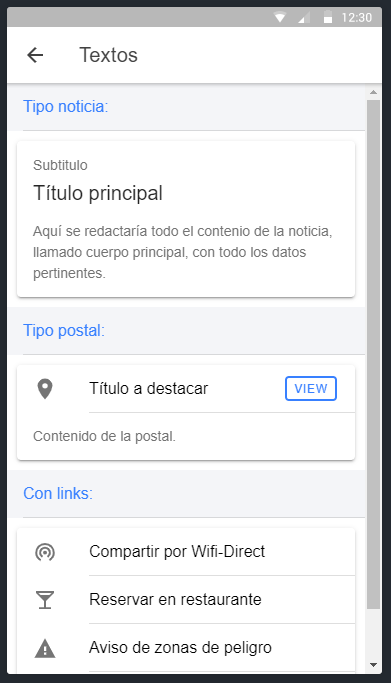 12:30
Textos
Tipo noticia:
Subtitulo
Título principal
Aquí se redactaría todo el contenio de la noticia,
llamado cuerpo principal, con todo los datos
pertinentes.
Tipo postal:
Título a destacar VIEW
Contenido de la postal.
Con links:
Compartir por Wifi-Direct
Reservar en restaurante
Aviso de zonas de peligro